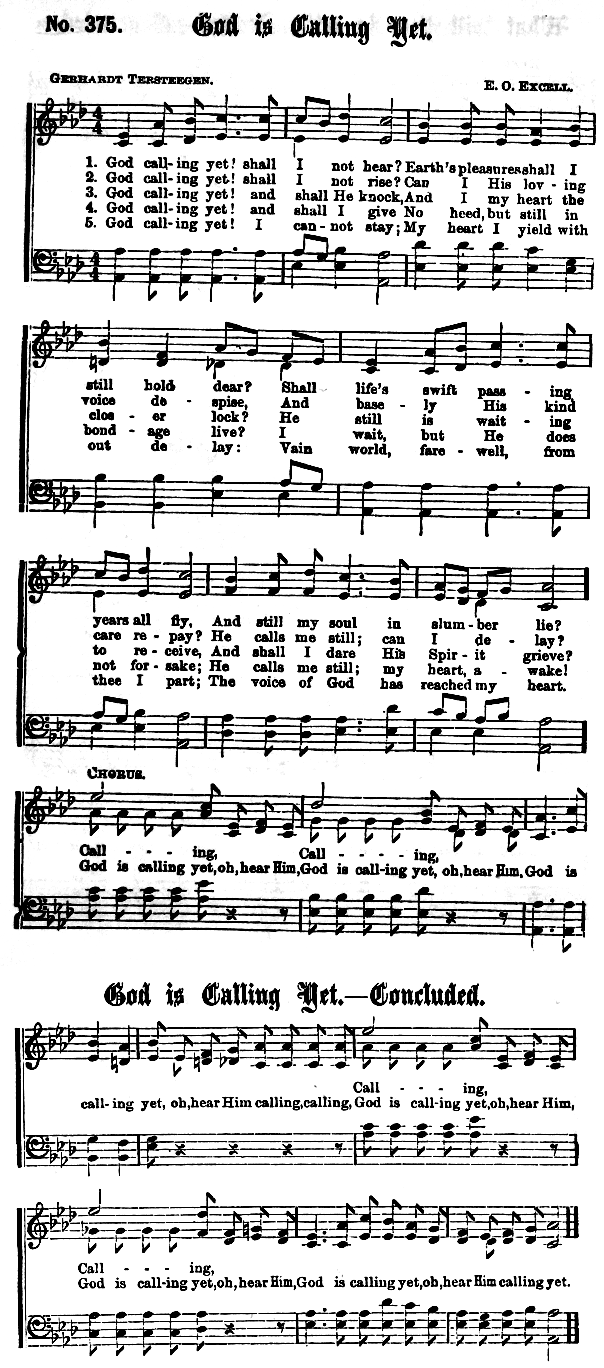 No. 375. God is Calling Yet.
GERHARDT TERSTEEGEN. E. O. EXCELL.
1. God call-ing yet! shall I not hear? Earth's pleasures shall I
2. God call-ing yet! shall I not rise? Can I His lov - ing
3. God call-ing yet! and shall He knock, And I my heart the
4. God call-ing yet! and shall I give No heed, but still in
5. God call-ing yet! I can - not stay; My heart I yield with
still hold dear? Shall life's swift pass - ing
voice de - spise, And base - ly His kind
clos - er lock? He still is wait - ing
bond - age live? I wait, but He does
out de - lay: Vain world, fare - well, from
years all fly, And still my soul in slum - ber lie?
care re - pay? He calls me still; can I de - lay?
to re - ceive, And shall I dare His Spir - it grieve?
not for - sake; He calls me still; my heart, a - wake!
thee I part; The voice of God has reached my heart.
CHORUS.
Call - - - ing, Call - - - - ing,
God is calling yet, oh, hear Him, God is call-ing yet, oh, hear Him, God is
God is Calling Yet.—Concluded.
Call - - - ing,
call-ing yet, oh, hear Him calling, calling, God is call-ing yet, oh, hear Him,
Call - - - ing,
God is call-ing yet, oh, hear Him, God is calling yet, oh, hear Him calling yet.